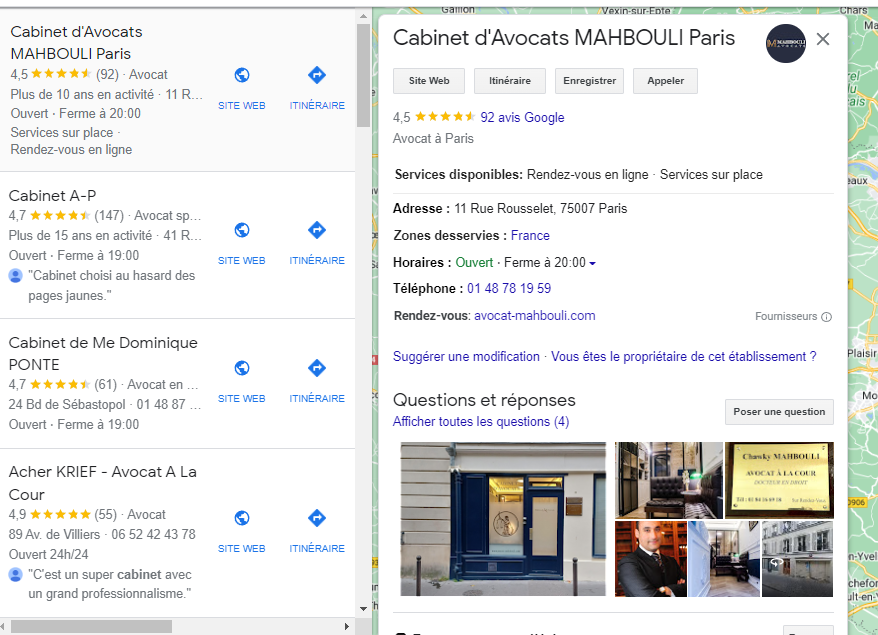 Cabinet d'Avocats
MAHBOULI Paris
4,5 (92) · Avocat
Plus de 10 ans en activité · 11 R...
Ouvert · Ferme à 20:00
Services sur place ·
Rendez-vous en ligne
SITE WEB
ITINÉRAIRE
Cabinet A-P
4,7 (147) · Avocat sp...
Plus de 15 ans en activité · 41 R...
Ouvert · Ferme à 19:00
"Cabinet choisi au hasard des
pages jaunes."
SITE WEB
ITINÉRAIRE
Cabinet de Me Dominique
PONTE
4,7 (61) · Avocat en ...
24 Bd de Sébastopol · 01 48 87 ...
Ouvert · Ferme à 19:00
SITE WEB
ITINÉRAIRE
Acher KRIEF - Avocat A La
Cour
4,9 (55) · Avocat
89 Av. de Villiers · 06 52 42 43 78
Ouvert 24h/24
"C'est un super cabinet avec
un grand professionnalisme."
SITE WEB
ITINÉRAIRE
Cabinet d'Avocats MAHBOULI Paris
MAHBOULI
AVOCATS
Site Web
Itinéraire
Enregistrer
Appeler
4,5 92 avis Google
Avocat à Paris
Services disponibles: Rendez-vous en ligne · Services sur place
Adresse : 11 Rue Rousselet, 75007 Paris
Zones desservies : France
Horaires : Ouvert · Ferme à 20:00
Téléphone : 01 48 78 19 59
Rendez-vous: avocat-mahbouli.com
Fournisseurs
Suggérer une modification · Vous êtes le propriétaire de cet établissement ?
Questions et réponses
Afficher toutes les questions (4)
Poser une question
MAHBOULI
AVOCAT À LA COUR
DOCTEUR EN DROIT
Sur Rendez-Vous
Vexin-sur-Epte
Chars
Plaisir
0906